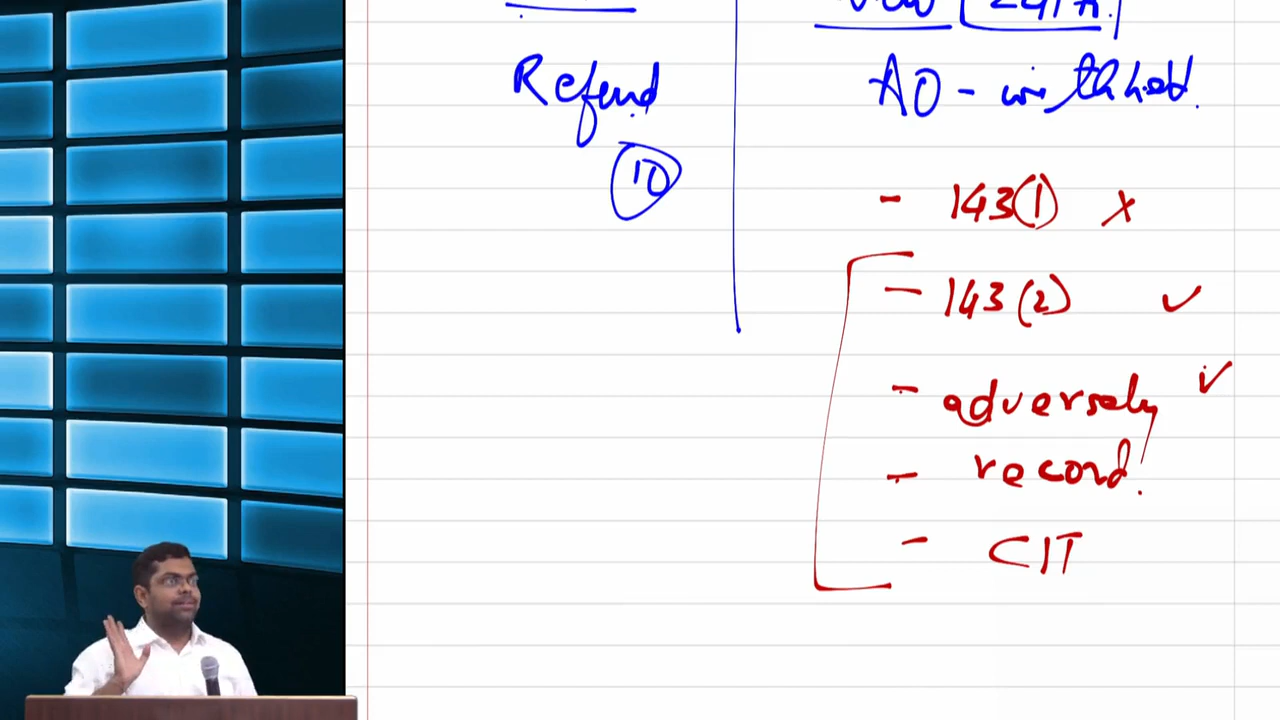 Refund
10
AO - withhold.
- 143(1) x
- 143(2) ✓
- adversely ✓
- record.
- CIT